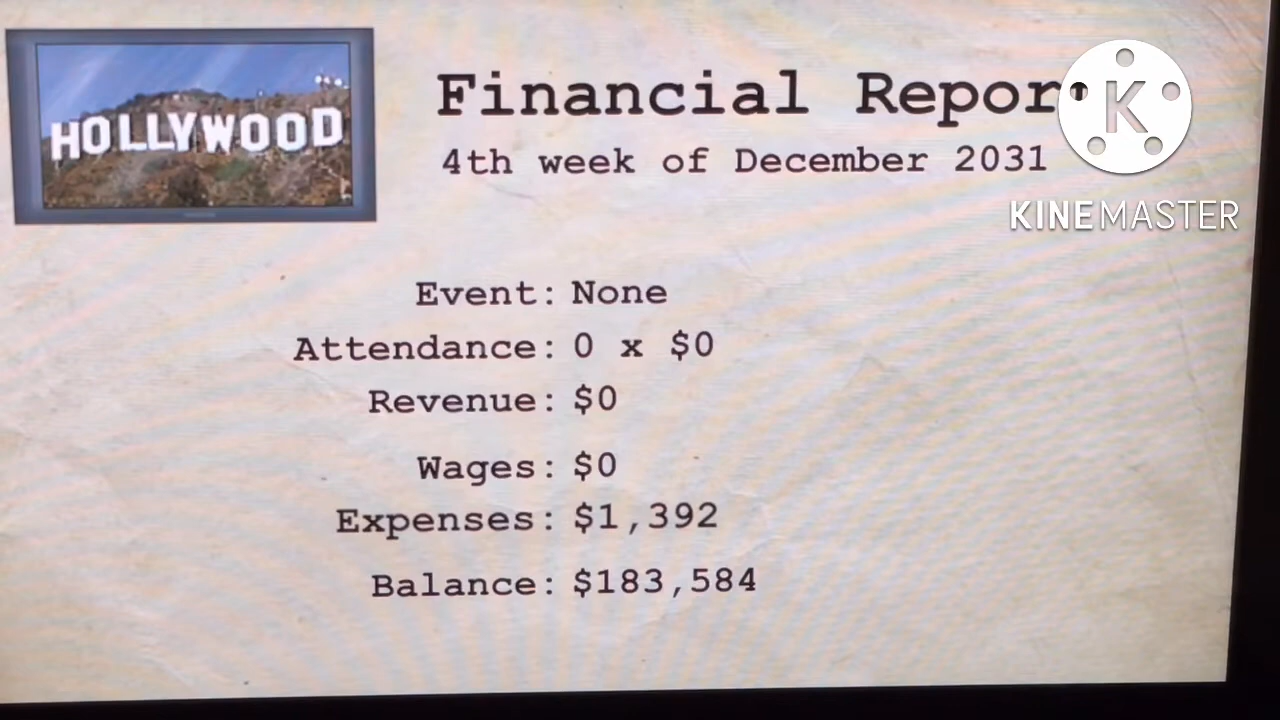 HOLLYWOOD
Financial Report
4th week of December 2031
K
KINEMASTER
Event: None
Attendance: 0 x $0
Revenue: $0
Wages: $0
Expenses: $1,392
Balance: $183,584